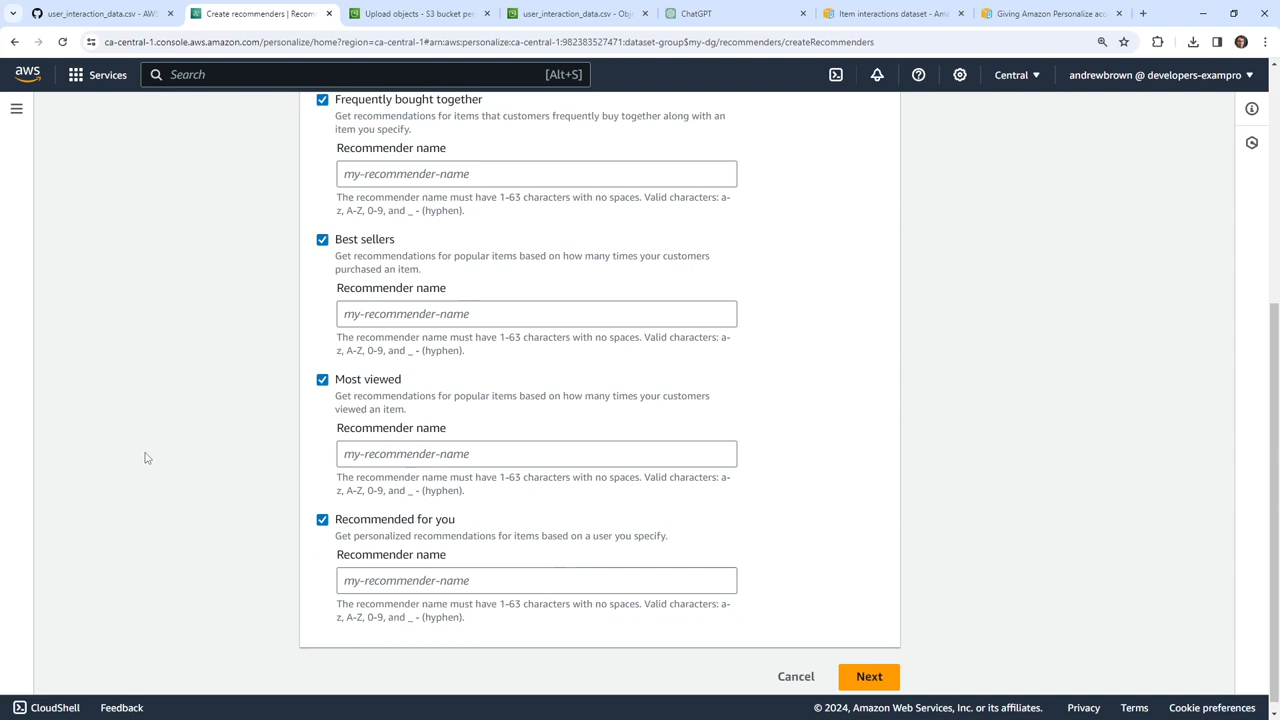 user_interaction_data.csv - AWS
Create recommenders | Recom
Upload objects - S3 bucket per
user_interaction_data.csv - Obj
ChatGPT
Item interactions dataset - Ama
Giving Amazon Personalize acc
ca-central-1.console.aws.amazon.com/personalize/home?region=ca-central-1#arn:aws:personalize:ca-central-1:982383527471:dataset-group$my-dg/recommenders/createRecommenders
aws
Services
Search
[Alt+S]
Central
andrewbrown @ developers-exampro
Frequently bought together
Get recommendations for items that customers frequently buy together along with an
item you specify.
Recommender name
my-recommender-name
The recommender name must have 1-63 characters with no spaces. Valid characters: a-
z, A-Z, 0-9, and _ - (hyphen).
Best sellers
Get recommendations for popular items based on how many times your customers
purchased an item.
Recommender name
my-recommender-name
The recommender name must have 1-63 characters with no spaces. Valid characters: a-
z, A-Z, 0-9, and _ - (hyphen).
Most viewed
Get recommendations for popular items based on how many times your customers
viewed an item.
Recommender name
my-recommender-name
The recommender name must have 1-63 characters with no spaces. Valid characters: a-
z, A-Z, 0-9, and _ - (hyphen).
Recommended for you
Get personalized recommendations for items based on a user you specify.
Recommender name
my-recommender-name
The recommender name must have 1-63 characters with no spaces. Valid characters: a-
z, A-Z, 0-9, and _ - (hyphen).
Cancel
Next
CloudShell
Feedback
© 2024, Amazon Web Services, Inc. or its affiliates.
Privacy
Terms
Cookie preferences